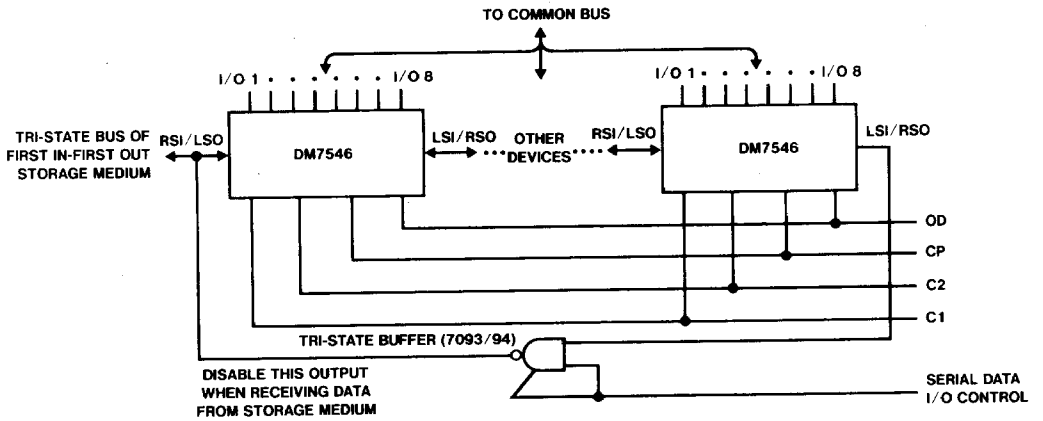 TO COMMON BUS
I/O 1 · · · · · · I/O 8
I/O 1 · · · · · · I/O 8
TRI-STATE BUS OF
FIRST IN-FIRST OUT
STORAGE MEDIUM
RSI/LSO
DM7546
LSI/RSO
OTHER
DEVICES
RSI/LSO
DM7546
LSI/RSO
OD
CP
C2
C1
TRI-STATE BUFFER (7093/94)
DISABLE THIS OUTPUT
WHEN RECEIVING DATA
FROM STORAGE MEDIUM
SERIAL DATA
I/O CONTROL